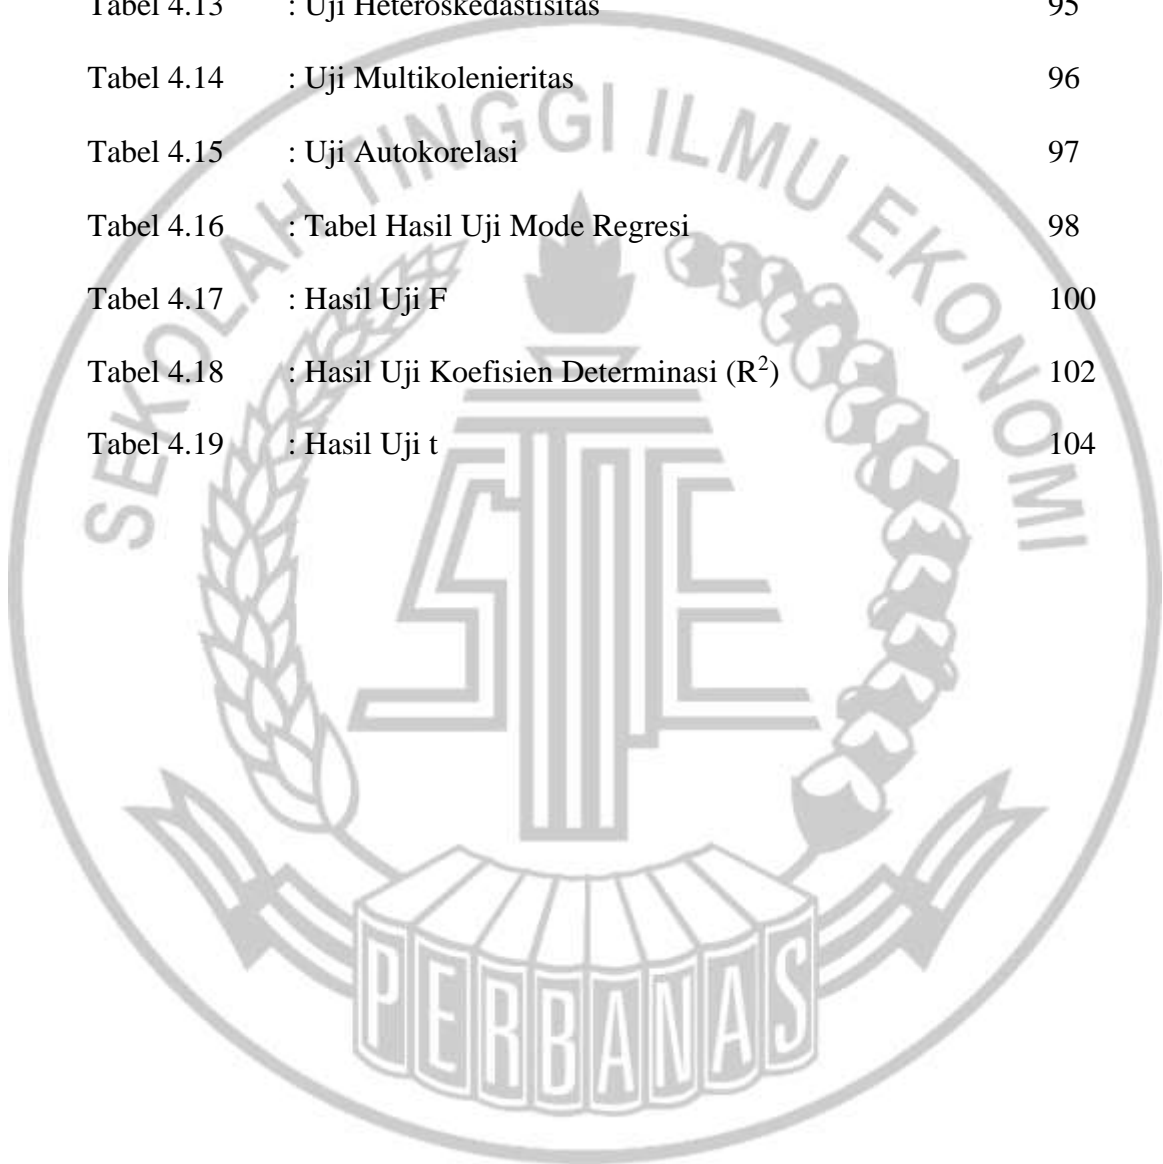 Tabel 4.13 : Uji Heteroskedastisitas 95
Tabel 4.14 : Uji Multikolenieritas 96
Tabel 4.15 : Uji Autokorelasi 97
Tabel 4.16 : Tabel Hasil Uji Mode Regresi 98
Tabel 4.17 : Hasil Uji F 100
Tabel 4.18 : Hasil Uji Koefisien Determinasi (R²) 102
Tabel 4.19 : Hasil Uji t 104
SEKOLAH TINGGI ILMU EKONOMI
STIE
PERBANAS